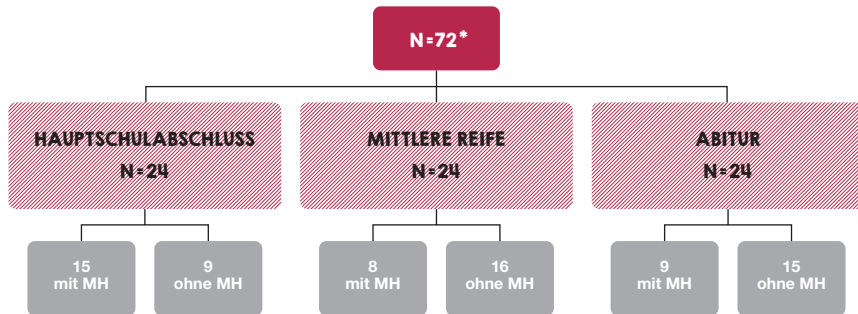 N=72*
HAUPTSCHULABSCHLUSS
N=24
MITTLERE REIFE
N=24
ABITUR
N=24
15
mit MH
9
ohne MH
8
mit MH
16
ohne MH
9
mit MH
15
ohne MH